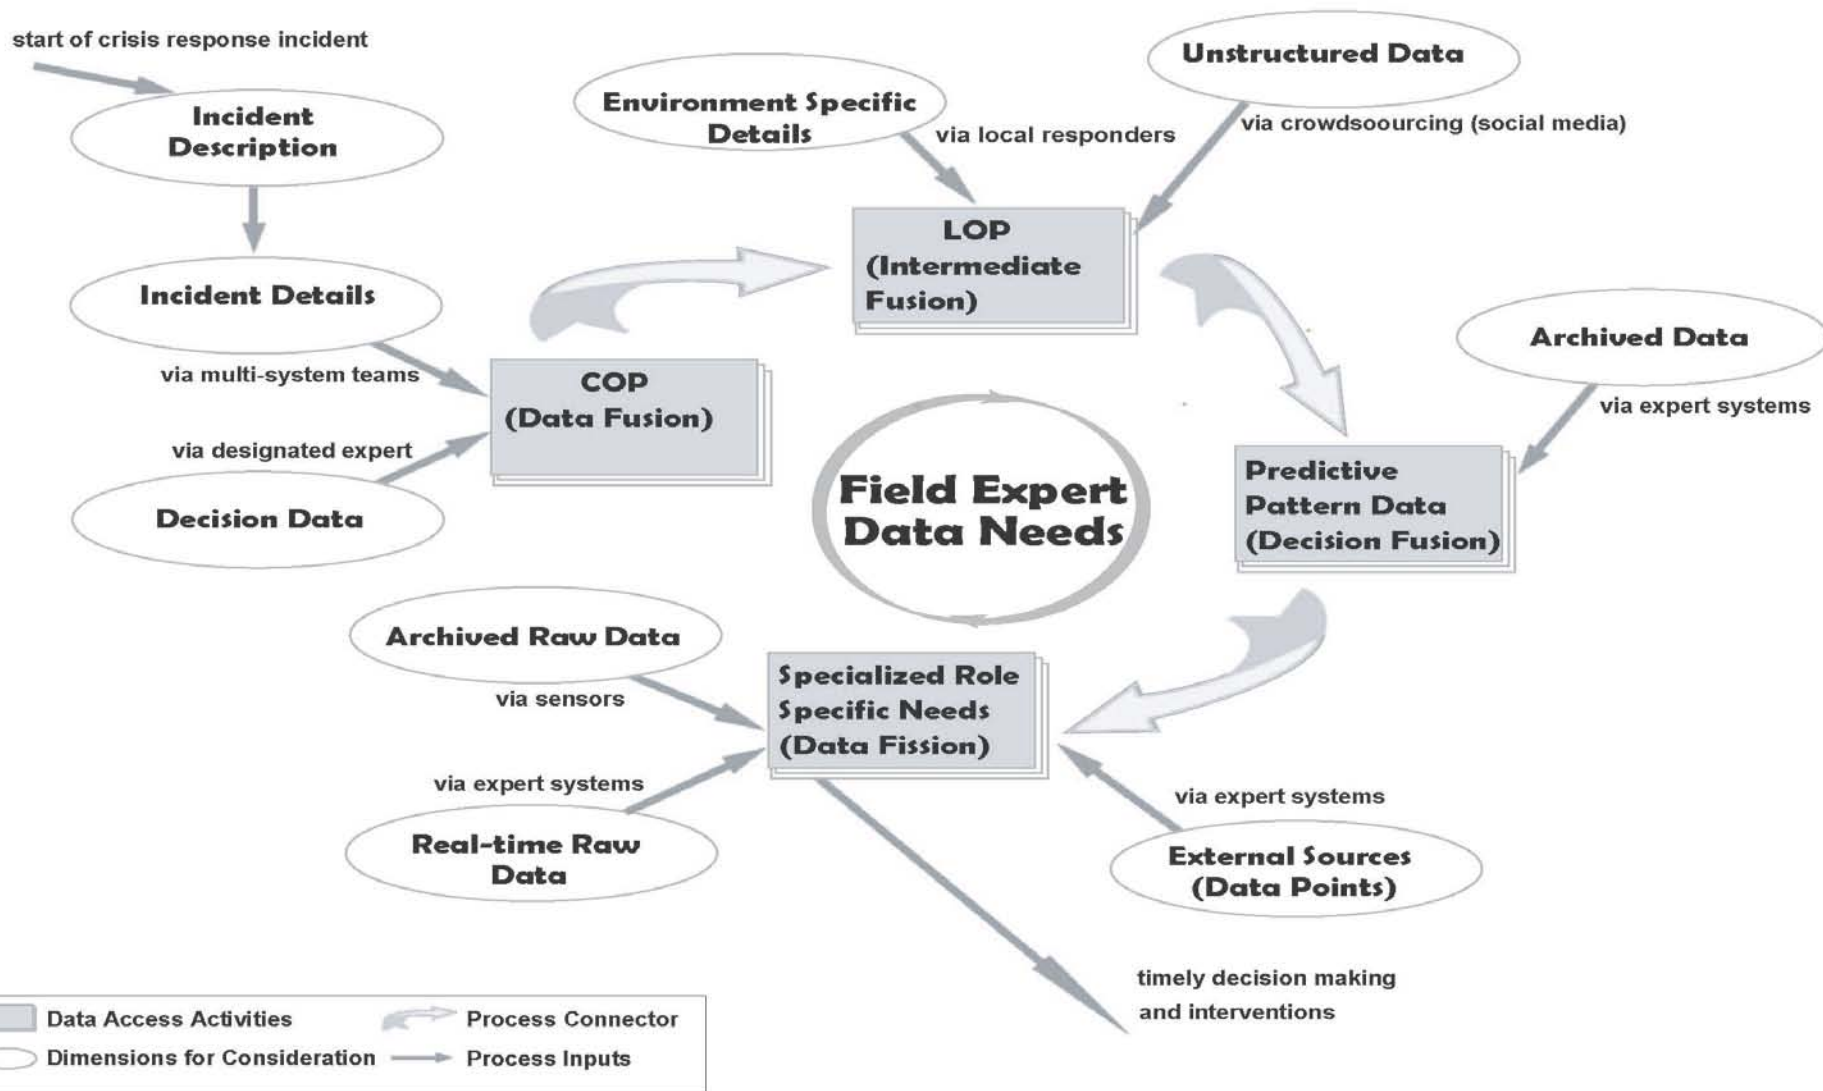 start of crisis response incident
Incident
Description
Incident Details
via multi-system teams
via designated expert
Decision Data
COP
(Data Fusion)
Environment Specific
Details
via local responders
Unstructured Data
via crowdsoourcing (social media)
LOP
(Intermediate
Fusion)
Archived Data
via expert systems
Predictive
Pattern Data
(Decision Fusion)
Field Expert
Data Needs
Archived Raw Data
via sensors
Specialized Role
Specific Needs
(Data Fission)
via expert systems
Real-time Raw
Data
via expert systems
External Sources
(Data Points)
timely decision making
and interventions
Data Access Activities
Process Connector
Dimensions for Consideration
Process Inputs